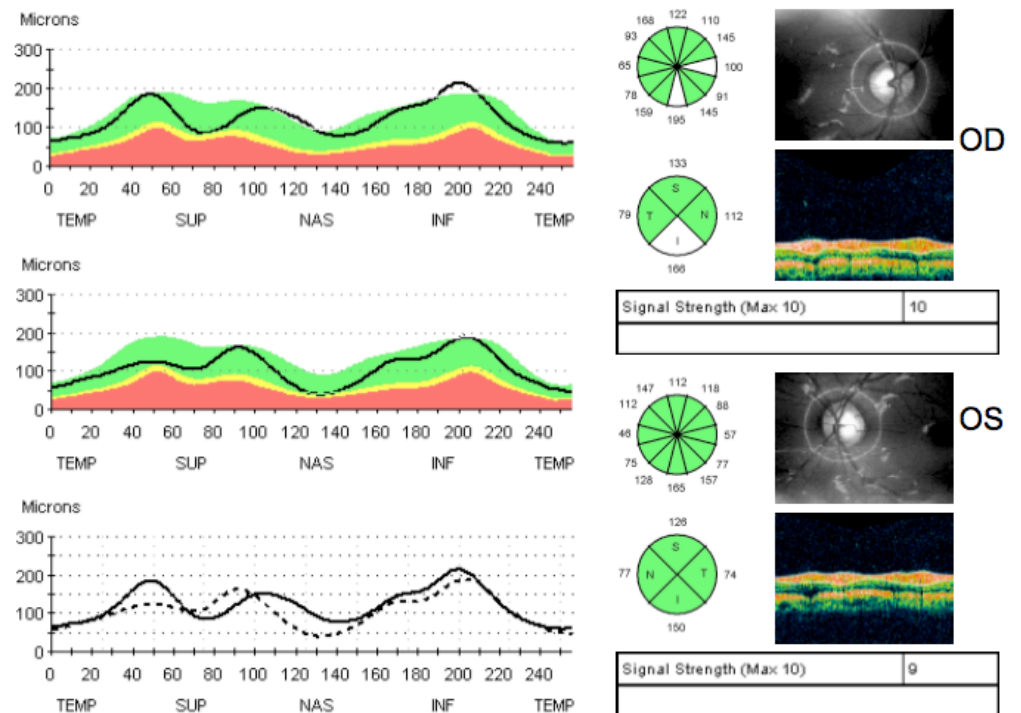 Microns
300
200
100
0
0 20 40 60 80 100 120 140 160 180 200 220 240
TEMP SUP NAS INF TEMP
122
168 110
93 145
65 100
78 91
159 145
195
OD
133
S
79 T N 112
I
166
Signal Strength (Max 10) 10
Microns
300
200
100
0
0 20 40 60 80 100 120 140 160 180 200 220 240
TEMP SUP NAS INF TEMP
147 112 118
112 88
46 57
75 77
128 157
165
OS
126
S
77 N T 74
I
150
Signal Strength (Max 10) 9
Microns
300
200
100
0
0 20 40 60 80 100 120 140 160 180 200 220 240
TEMP SUP NAS INF TEMP